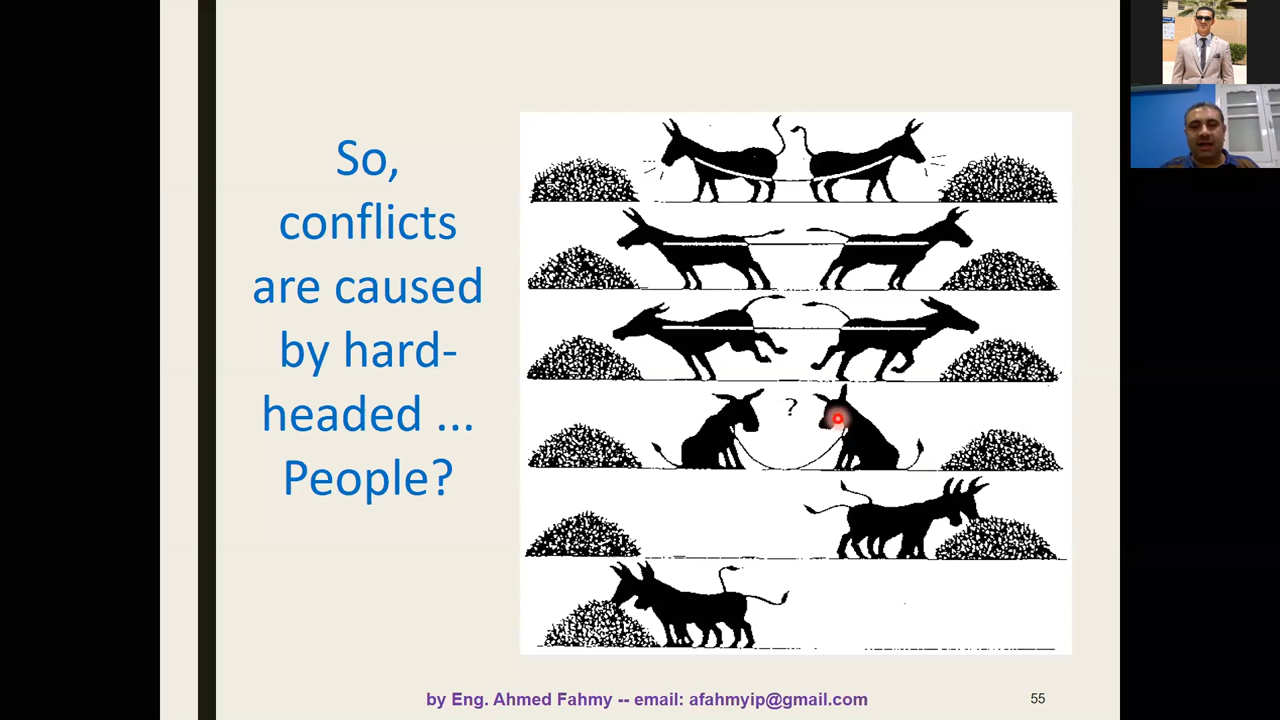 So,
conflicts
are caused
by hard-
headed ...
People?
?
by Eng. Ahmed Fahmy -- email: afahmyip@gmail.com
55